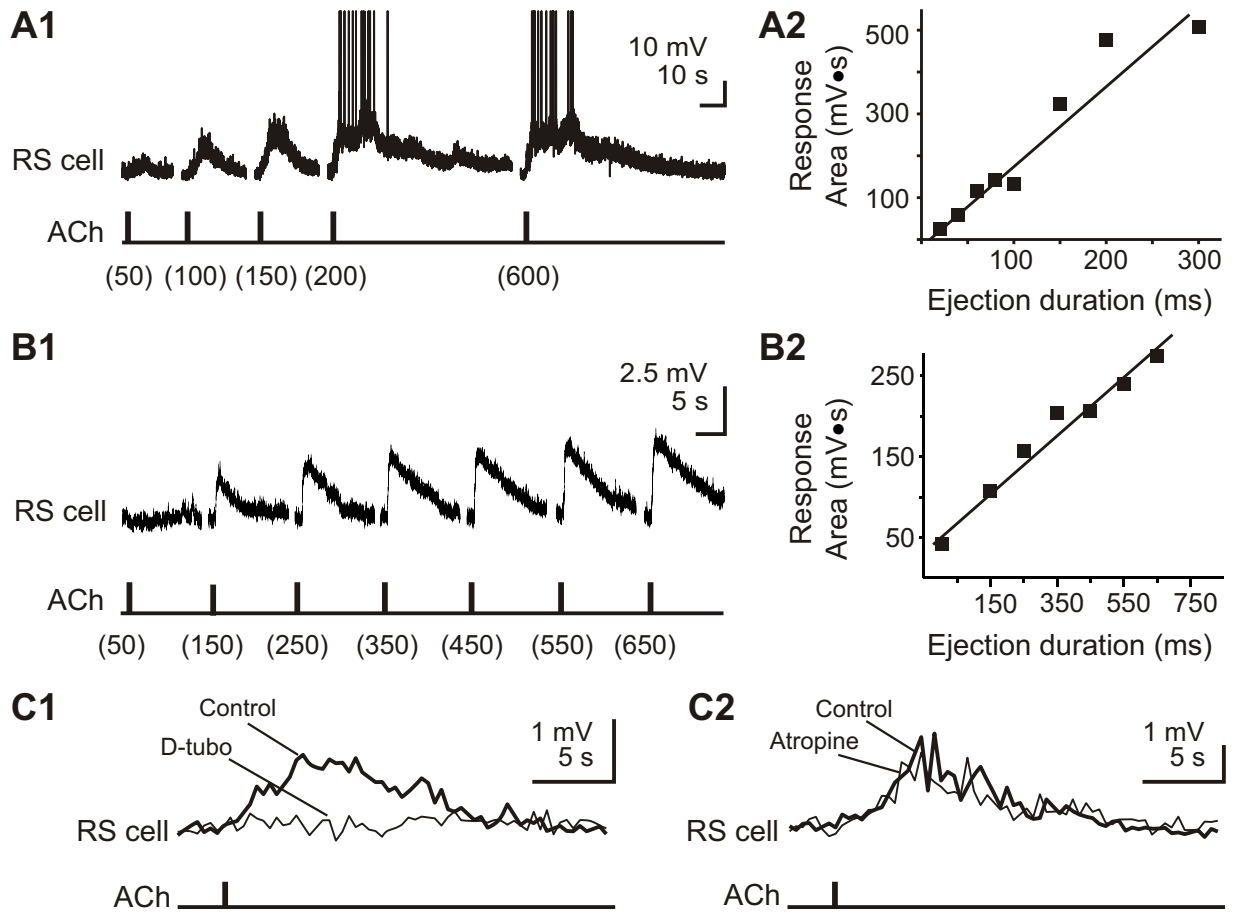 A1
10 mV
10 s
RS cell
ACh
(50) (100) (150) (200) (600)
A2
Response
Area (mV•s)
500
300
100
100 200 300
Ejection duration (ms)
B1
2.5 mV
5 s
RS cell
ACh
(50) (150) (250) (350) (450) (550) (650)
B2
Response
Area (mV•s)
250
150
50
150 350 550 750
Ejection duration (ms)
C1
Control
D-tubo
1 mV
5 s
RS cell
ACh
C2
Control
Atropine
1 mV
5 s
RS cell
ACh